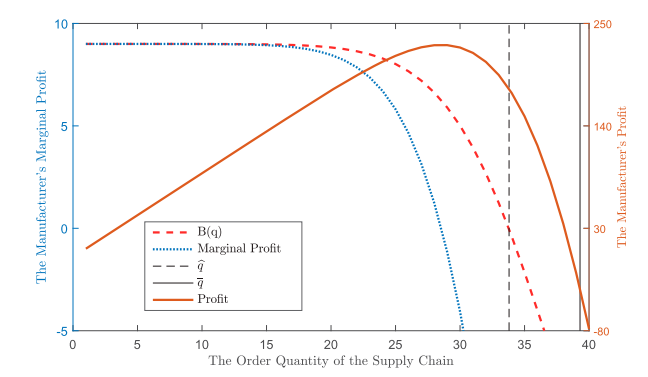 10
5
0
-5
The Manufacturer's Marginal Profit
250
140
30
-80
The Manufacturer's Profit
B(q)
Marginal Profit
q̂
q̅
Profit
0 5 10 15 20 25 30 35 40
The Order Quantity of the Supply Chain